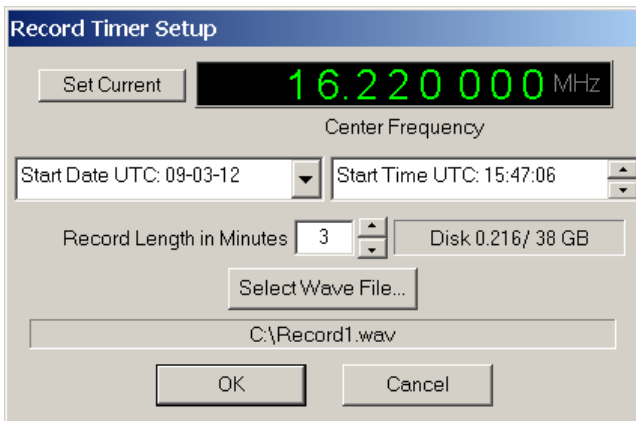 Record Timer Setup
Set Current 16.220 000 MHz
Center Frequency
Start Date UTC: 09-03-12 Start Time UTC: 15:47:06
Record Length in Minutes 3 Disk 0.216/ 38 GB
Select Wave File...
C:\Record1.wav
OK Cancel